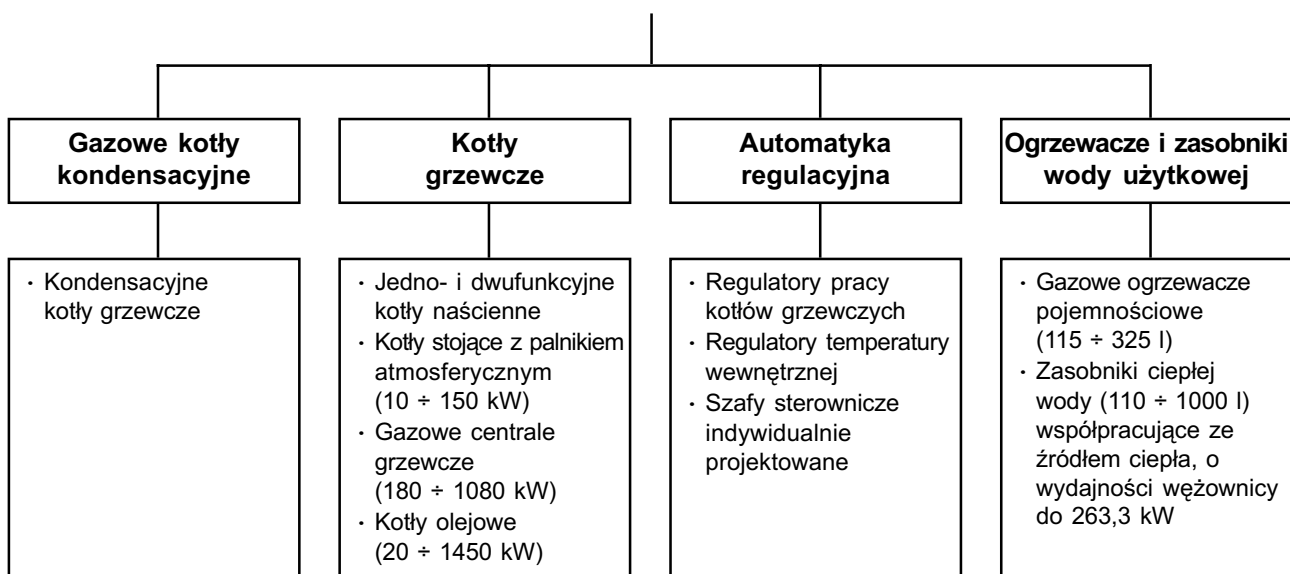 Gazowe kotły
kondensacyjne
· Kondensacyjne
kotły grzewcze
Kotły
grzewcze
· Jedno- i dwufunkcyjne
kotły naścienne
· Kotły stojące z palnikiem
atmosferycznym
(10 ÷ 150 kW)
· Gazowe centrale
grzewcze
(180 ÷ 1080 kW)
· Kotły olejowe
(20 ÷ 1450 kW)
Automatyka
regulacyjna
· Regulatory pracy
kotłów grzewczych
· Regulatory temperatury
wewnętrznej
· Szafy sterownicze
indywidualnie
projektowane
Ogrzewacze i zasobniki
wody użytkowej
· Gazowe ogrzewacze
pojemnościowe
(115 ÷ 325 l)
· Zasobniki ciepłej
wody (110 ÷ 1000 l)
współpracujące ze
źródłem ciepła, o
wydajności wężownicy
do 263,3 kW